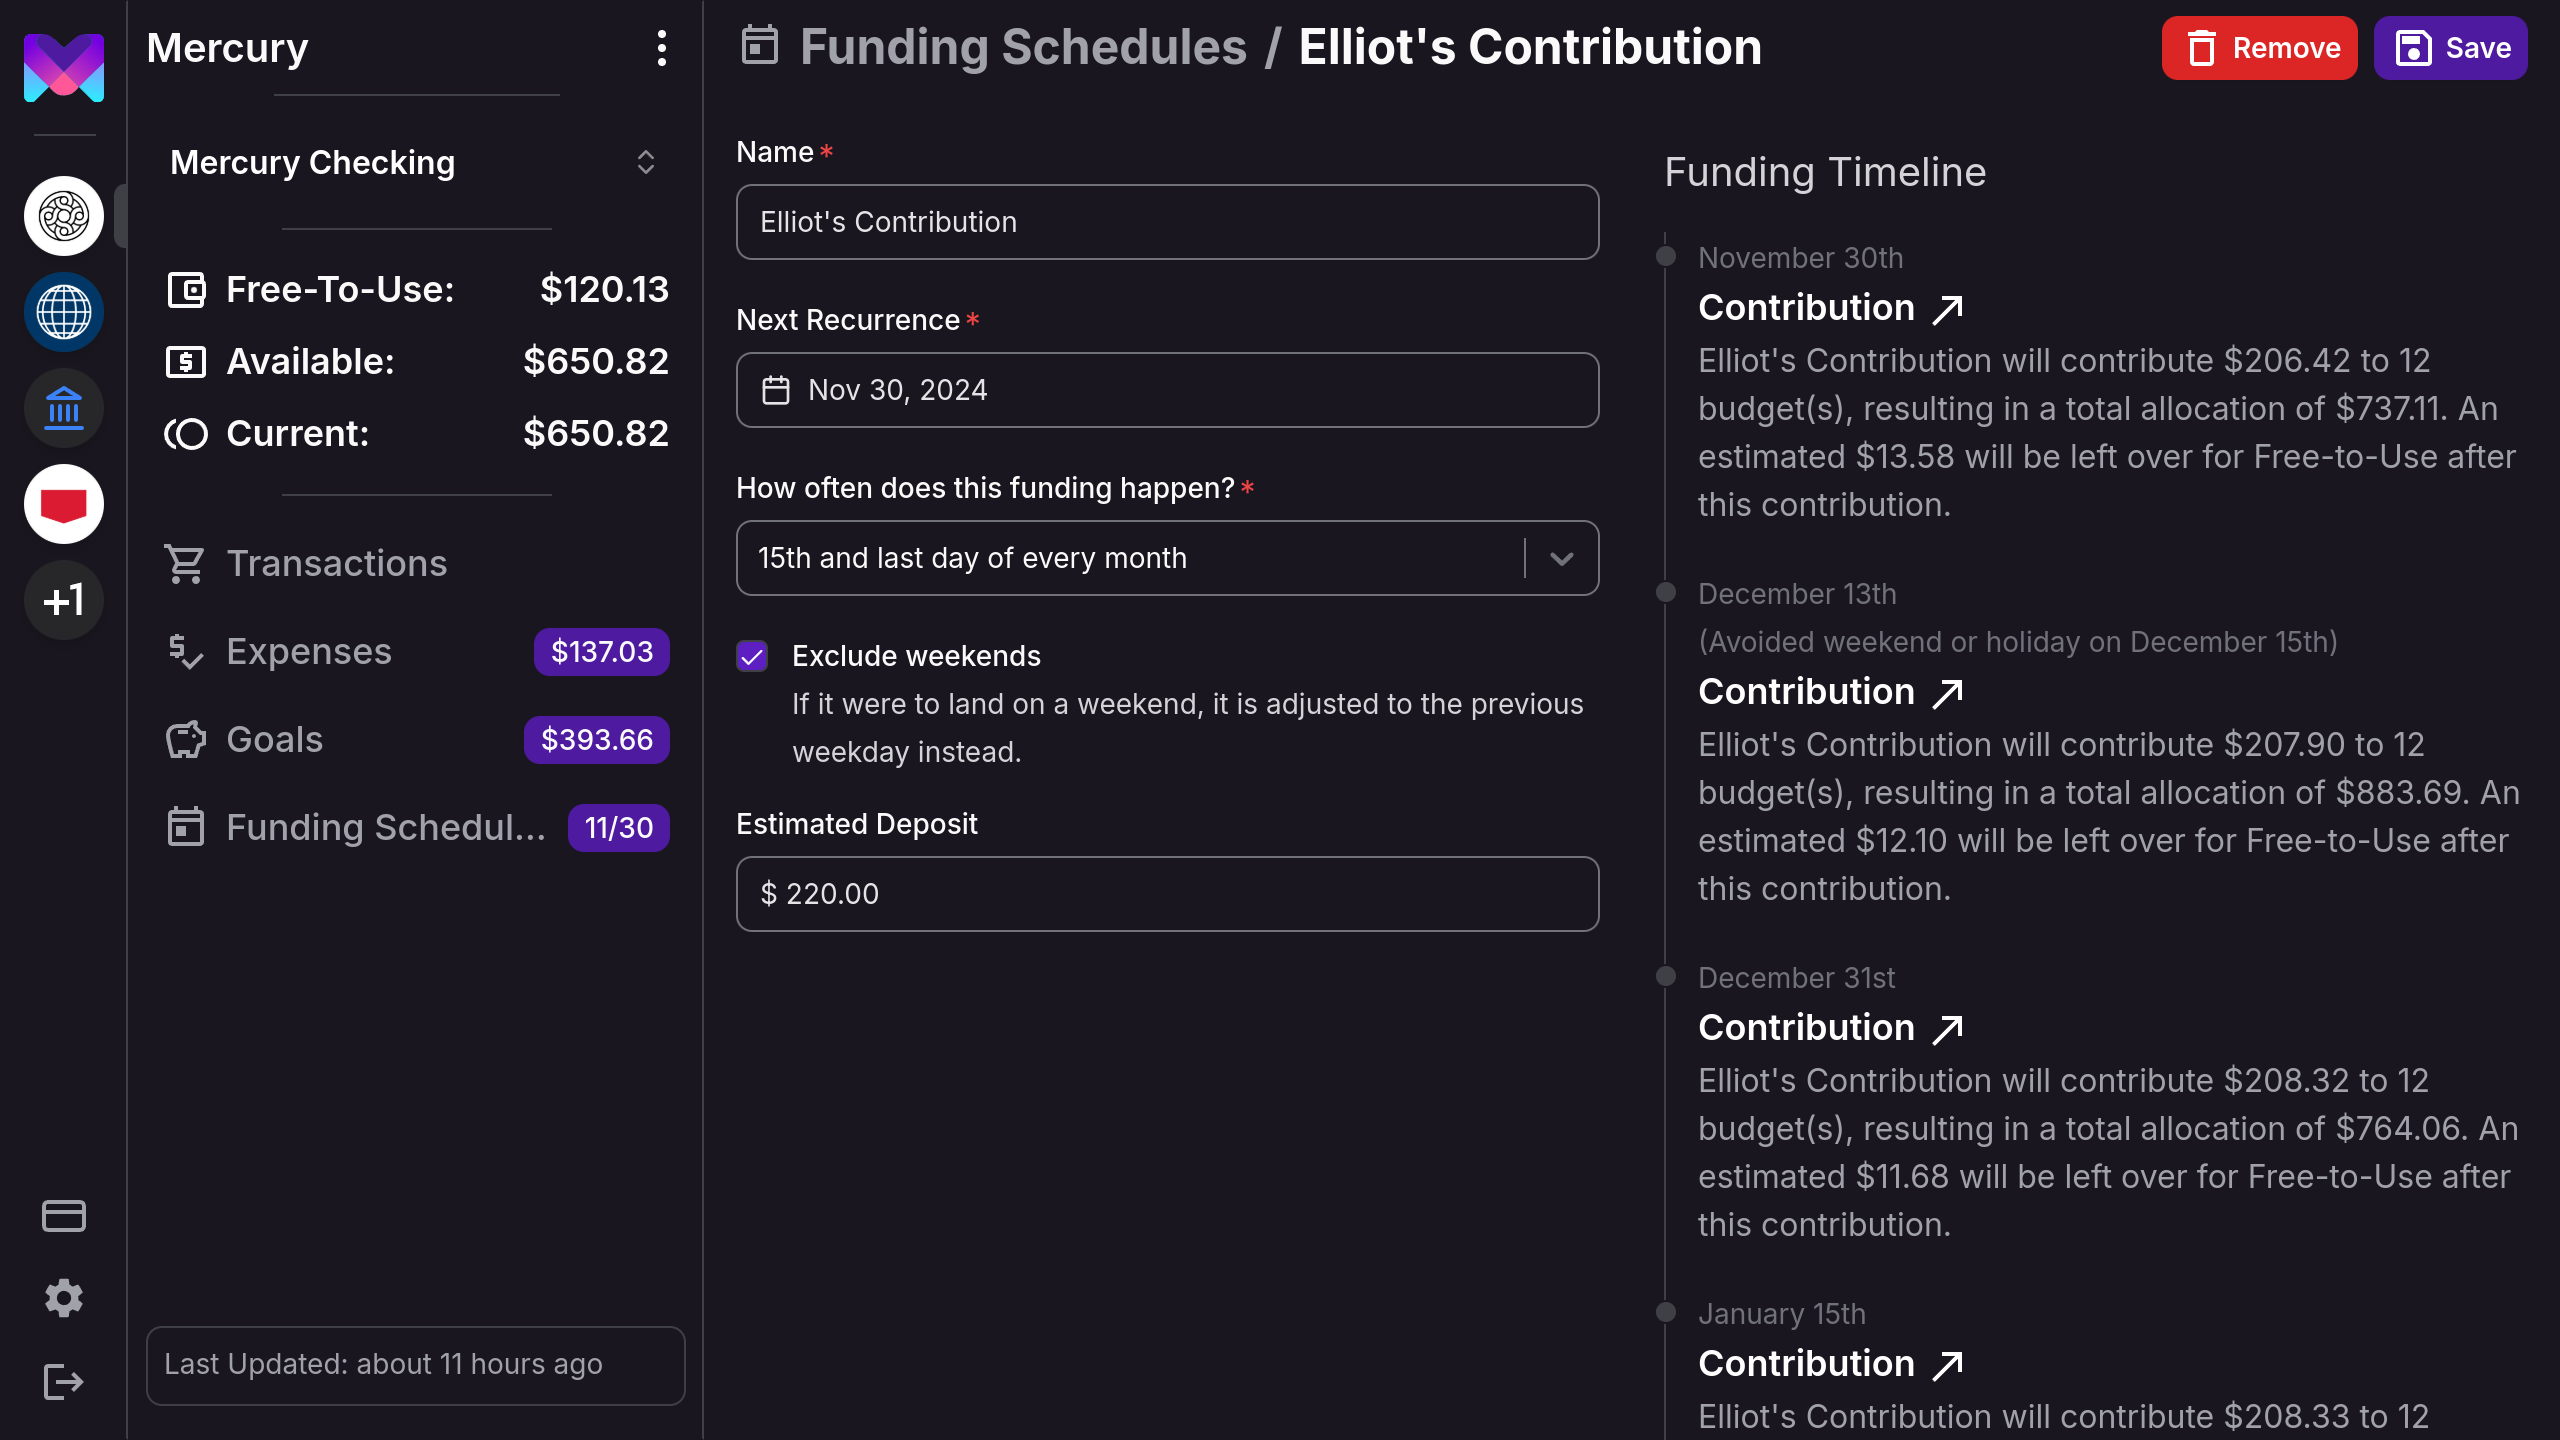 Mercury
Mercury Checking
Free-To-Use: $120.13
Available: $650.82
Current: $650.82
Transactions
Expenses $137.03
Goals $393.66
Funding Schedul... 11/30
+1
Last Updated: about 11 hours ago
Funding Schedules / Elliot's Contribution
Remove
Save
Name *
Elliot's Contribution
Next Recurrence *
Nov 30, 2024
How often does this funding happen? *
15th and last day of every month
Exclude weekends
If it were to land on a weekend, it is adjusted to the previous
weekday instead.
Estimated Deposit
$ 220.00
Funding Timeline
November 30th
Contribution
Elliot's Contribution will contribute $206.42 to 12
budget(s), resulting in a total allocation of $737.11. An
estimated $13.58 will be left over for Free-to-Use after
this contribution.
December 13th
(Avoided weekend or holiday on December 15th)
Contribution
Elliot's Contribution will contribute $207.90 to 12
budget(s), resulting in a total allocation of $883.69. An
estimated $12.10 will be left over for Free-to-Use after
this contribution.
December 31st
Contribution
Elliot's Contribution will contribute $208.32 to 12
budget(s), resulting in a total allocation of $764.06. An
estimated $11.68 will be left over for Free-to-Use after
this contribution.
January 15th
Contribution
Elliot's Contribution will contribute $208.33 to 12